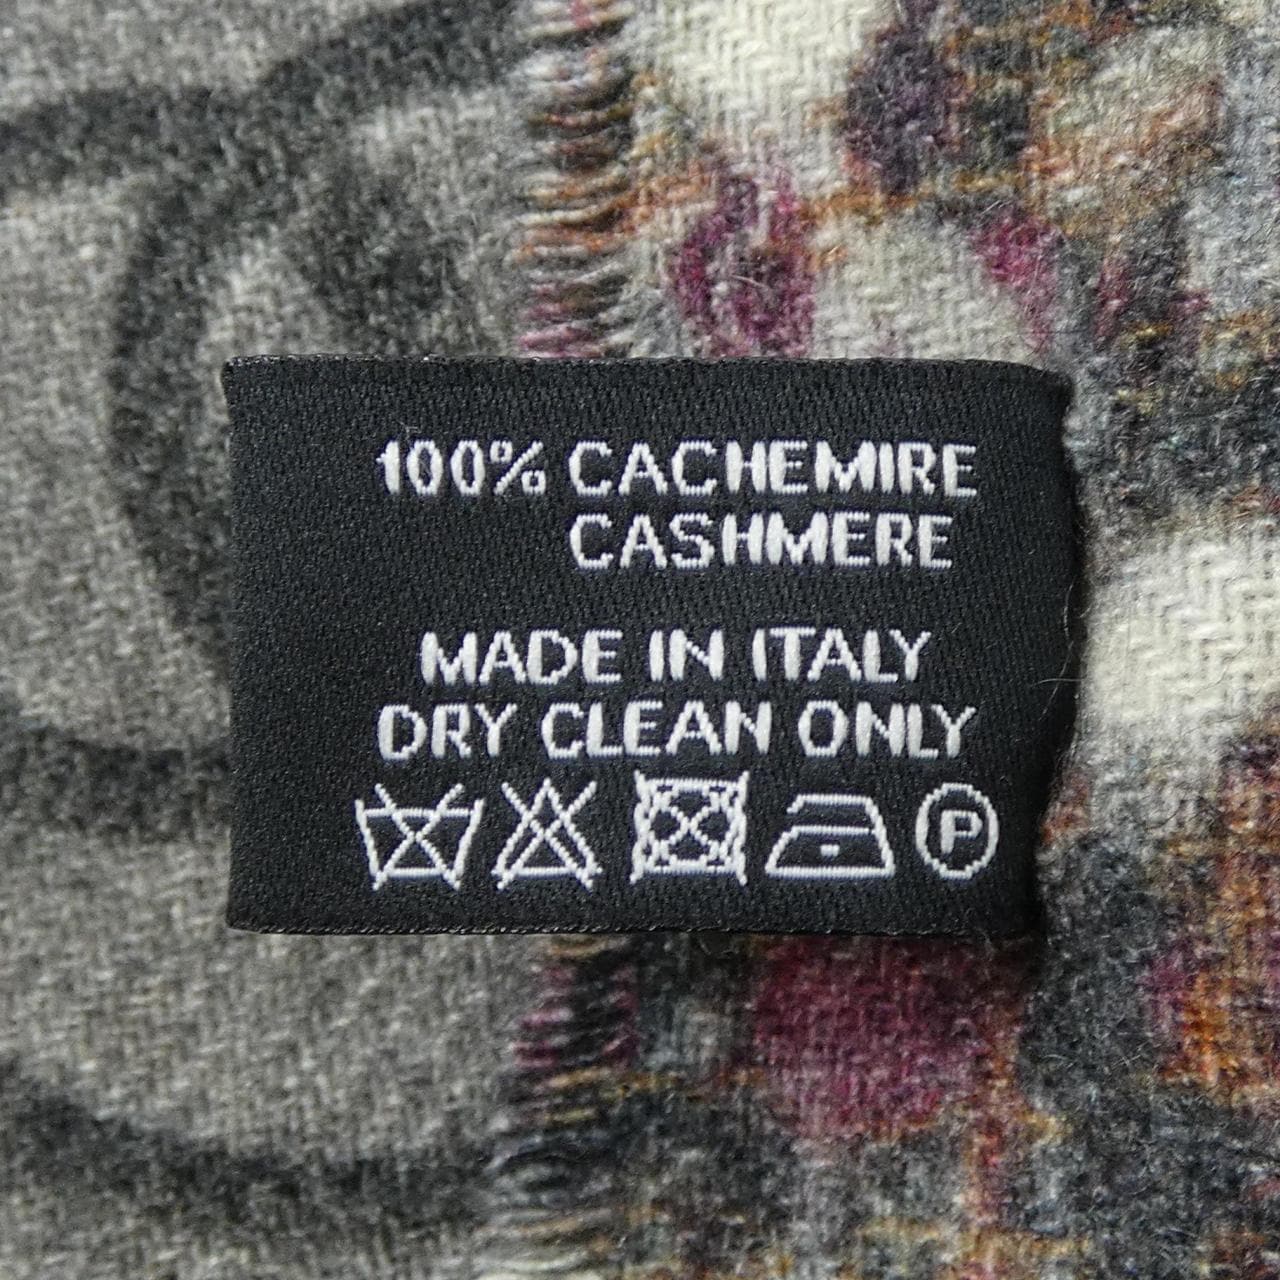 100% CACHEMIRE
CASHMERE
MADE IN ITALY
DRY CLEAN ONLY
P